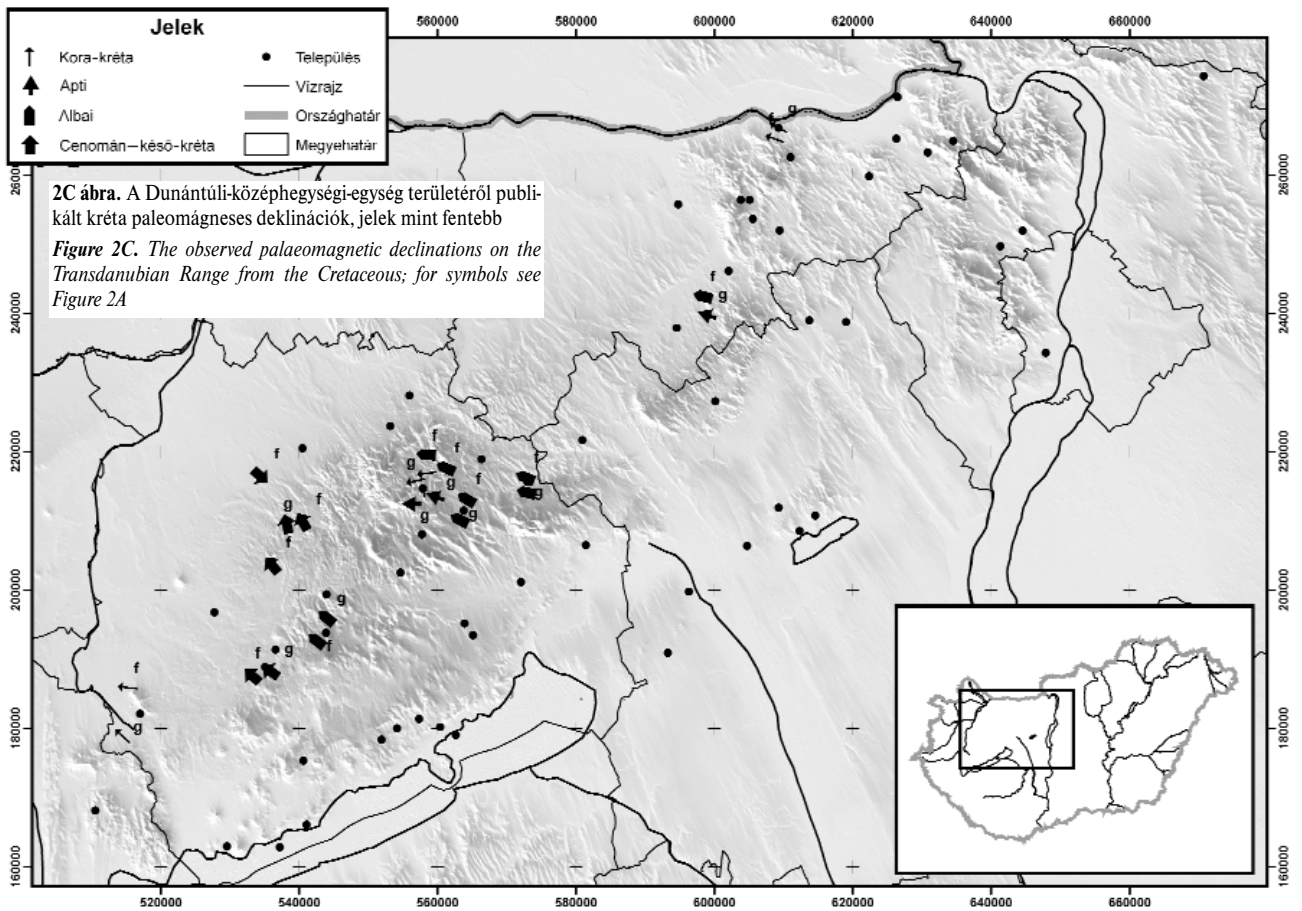 560000 580000 600000 620000 640000 660000
Jelek
Kora-kréta
Település
Apti
Vízrajz
Albai
Országhatár
Cenomán–késő-kréta
Megyehatár
2C ábra. A Dunántúli-középhegységi-egység területéről publi-
kált kréta paleomágneses deklinációk, jelek mint fentebb
Figure 2C. The observed palaeomagnetic declinations on the
Transdanubian Range from the Cretaceous; for symbols see
Figure 2A
260000
240000
220000
200000
180000
160000
g
f
g
f
f
g
g
f
f
g
g
f
g
f
g
f
f
g
f
g
f
f
g
260000
240000
220000
200000
180000
160000
520000 540000 560000 580000 600000 620000 640000 660000